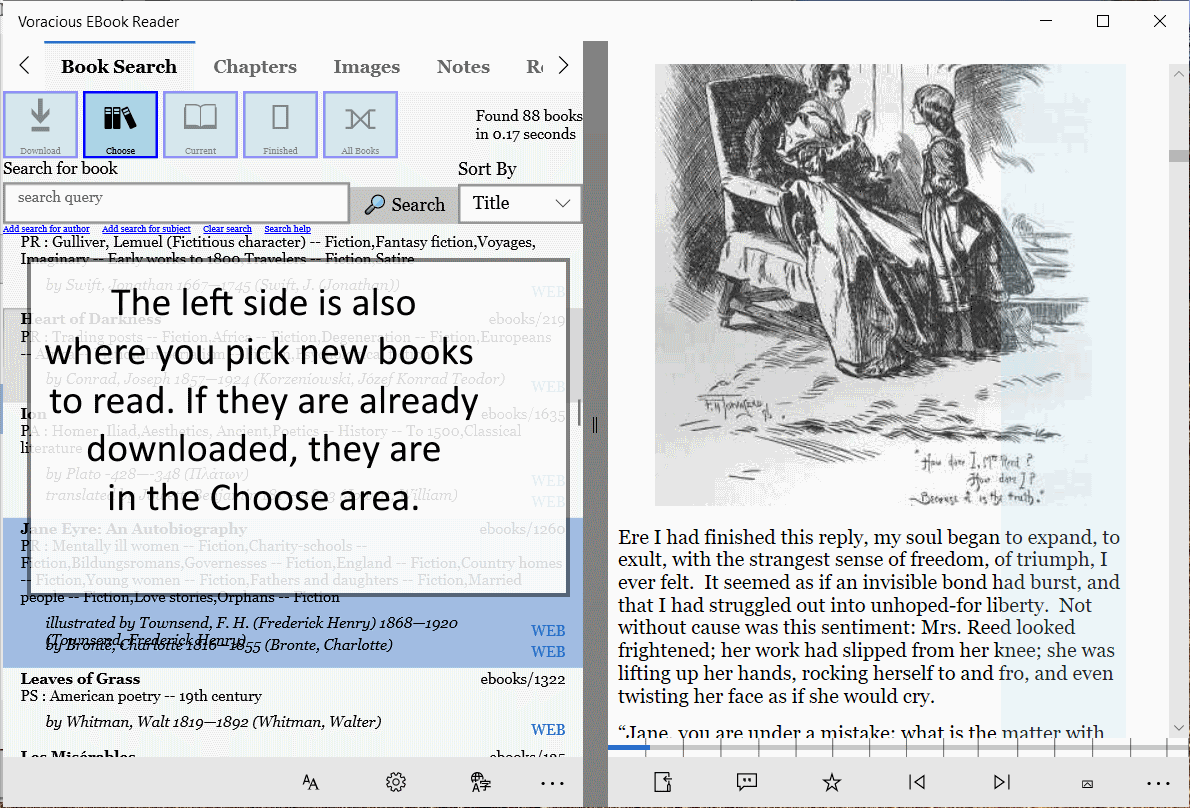 Voracious EBook Reader
Book Search Chapters Images Notes
Download Choose Current Finished All Books
Found 88 books
in 0.17 seconds
Search for book
Sort By
search query
Search
Title
Add search for author Add search for subject Clear search Search help
PR : Gulliver, Lemuel (Fictitious character) -- Fiction,Fantasy fiction,Voyages,
Imaginary -- Early works to 1800,Travelers -- Fiction,Satire
by Swift, Jonathan 1667—1745 (Swift, J. (Jonathan))
WEB
The left side is also
where you pick new books
to read. If they are already
downloaded, they are
in the Choose area.
Heart of Darkness ebooks/219
PR : Trading posts -- Fiction,Africa -- Fiction,Degeneration -- Fiction,Europeans
by Conrad, Joseph 1857—1924 (Korzeniowski, Józef Konrad Teodor)
WEB
Ion ebooks/1635
PA : Homer. Iliad,Aesthetics, Ancient,Poetics -- History -- To 1500,Classical
literature
by Plato -428—-348 (Πλάτων)
WEB
WEB
Jane Eyre: An Autobiography ebooks/1260
PR : Mentally ill women -- Fiction,Charity-schools --
Fiction,Bildungsromans,Governesses -- Fiction,England -- Fiction,Country homes
-- Fiction,Young women -- Fiction,Fathers and daughters -- Fiction,Married
people -- Fiction,Love stories,Orphans -- Fiction
illustrated by Townsend, F. H. (Frederick Henry) 1868—1920
(Townsend, Frederick Henry)
WEB
by Brontë, Charlotte 1816—1855 (Bronte, Charlotte)
WEB
Leaves of Grass ebooks/1322
PS : American poetry -- 19th century
by Whitman, Walt 1819—1892 (Whitman, Walter)
WEB
Les Misérables ebooks/135
"How dare I, Mrs Reed?
How dare I?
Because it is the truth."
Ere I had finished this reply, my soul began to expand, to
exult, with the strangest sense of freedom, of triumph, I
ever felt. It seemed as if an invisible bond had burst, and
that I had struggled out into unhoped-for liberty. Not
without cause was this sentiment: Mrs. Reed looked
frightened; her work had slipped from her knee; she was
lifting up her hands, rocking herself to and fro, and even
twisting her face as if she would cry.
“Jane, you are under a mistake: what is the matter with